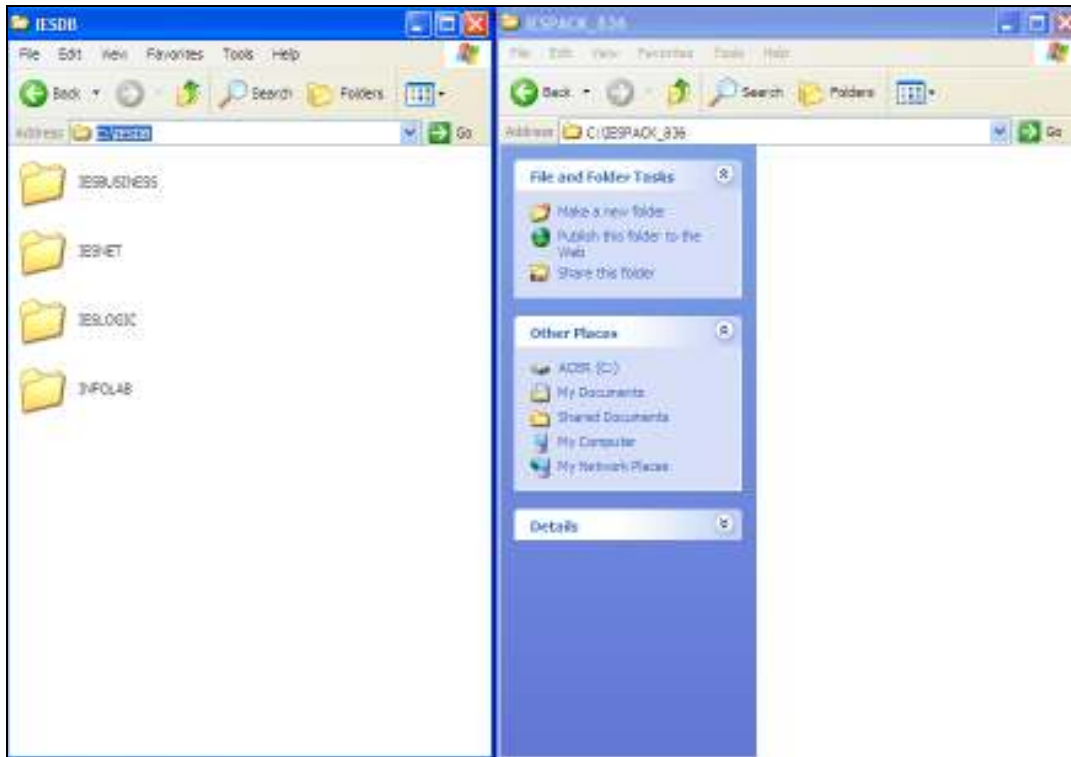 IESDB
File Edit View Favorites Tools Help
Back Search Folders
Address C:\IESDB Go
IESBUSINESS
IESNET
IESLOGIC
INFOLAB
IESPACK_836
File Edit View Favorites Tools Help
Back Search Folders
Address C:\IESPACK_836 Go
File and Folder Tasks
Make a new folder
Publish this folder to the
Web
Share this folder
Other Places
ACER (C:)
My Documents
Shared Documents
My Computer
My Network Places
Details